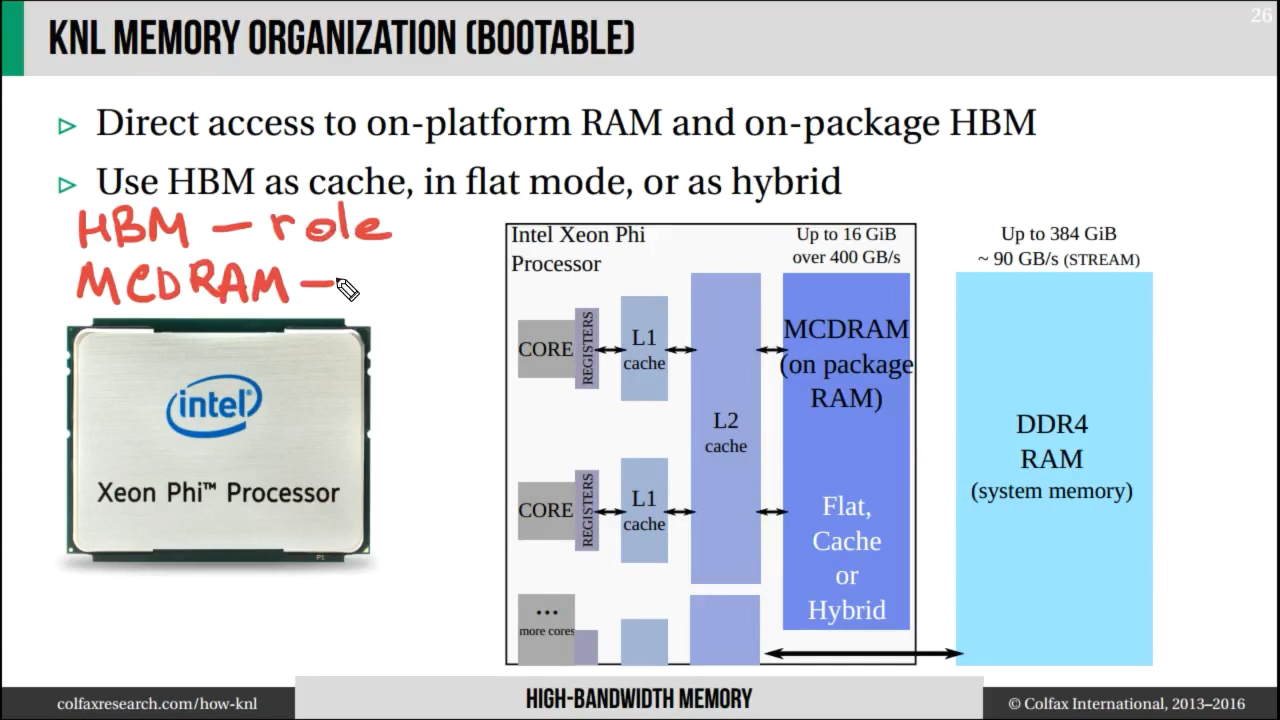 26
KNL MEMORY ORGANIZATION (BOOTABLE)
Direct access to on-platform RAM and on-package HBM
Use HBM as cache, in flat mode, or as hybrid
HBM – role
MCDRAM –
intel®
Xeon Phi™ Processor
P1
Intel Xeon Phi
Processor
Up to 16 GiB
over 400 GB/s
Up to 384 GiB
~ 90 GB/s (STREAM)
CORE
REGISTERS
L1
cache
CORE
REGISTERS
L1
cache
...
more cores
L2
cache
MCDRAM
(on package
RAM)
Flat,
Cache
or
Hybrid
DDR4
RAM
(system memory)
colfaxresearch.com/how-knl
HIGH-BANDWIDTH MEMORY
© Colfax International, 2013–2016